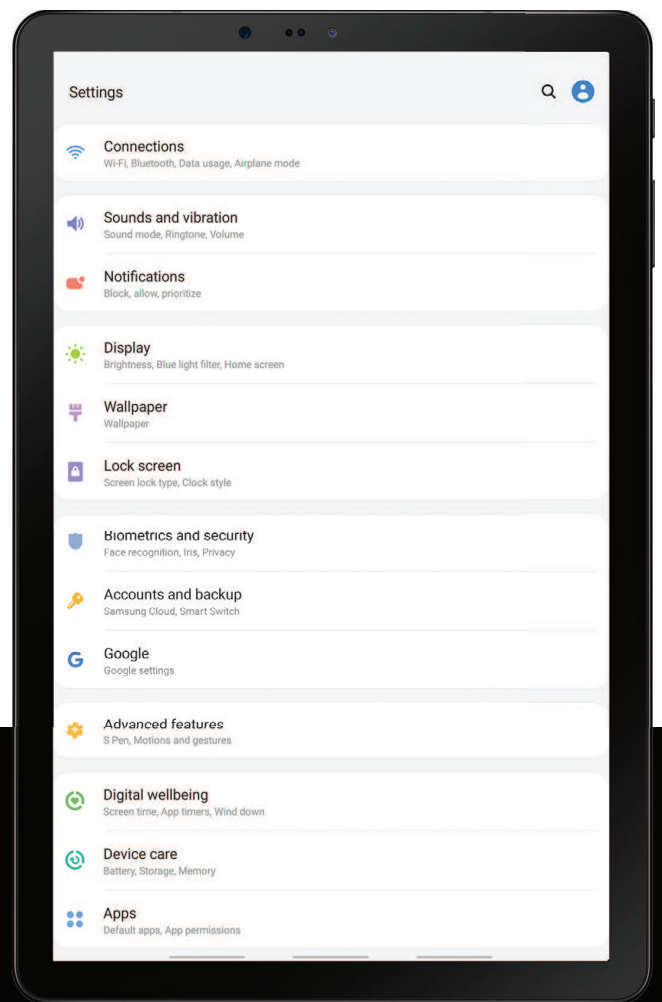 Settings
Connections
Wi-Fi, Bluetooth, Data usage, Airplane mode
Sounds and vibration
Sound mode, Ringtone, Volume
Notifications
Block, allow, prioritize
Display
Brightness, Blue light filter, Home screen
Wallpaper
Wallpaper
Lock screen
Screen lock type, Clock style
Biometrics and security
Face recognition, Iris, Privacy
Accounts and backup
Samsung Cloud, Smart Switch
Google
Google settings
Advanced features
S Pen, Motions and gestures
Digital wellbeing
Screen time, App timers, Wind down
Device care
Battery, Storage, Memory
Apps
Default apps, App permissions